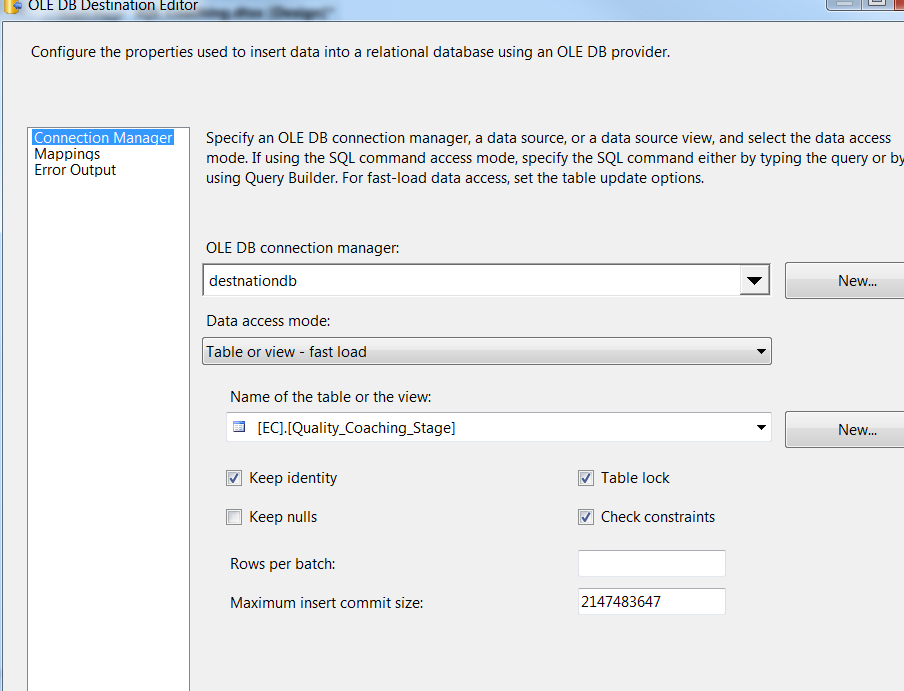 OLE DB Destination Editor
Configure the properties used to insert data into a relational database using an OLE DB provider.
Connection Manager
Mappings
Error Output
Specify an OLE DB connection manager, a data source, or a data source view, and select the data access
mode. If using the SQL command access mode, specify the SQL command either by typing the query or by
using Query Builder. For fast-load data access, set the table update options.
OLE DB connection manager:
destnationdb
New...
Data access mode:
Table or view - fast load
Name of the table or the view:
[EC].[Quality_Coaching_Stage]
New...
Keep identity
Table lock
Keep nulls
Check constraints
Rows per batch:
Maximum insert commit size:
2147483647